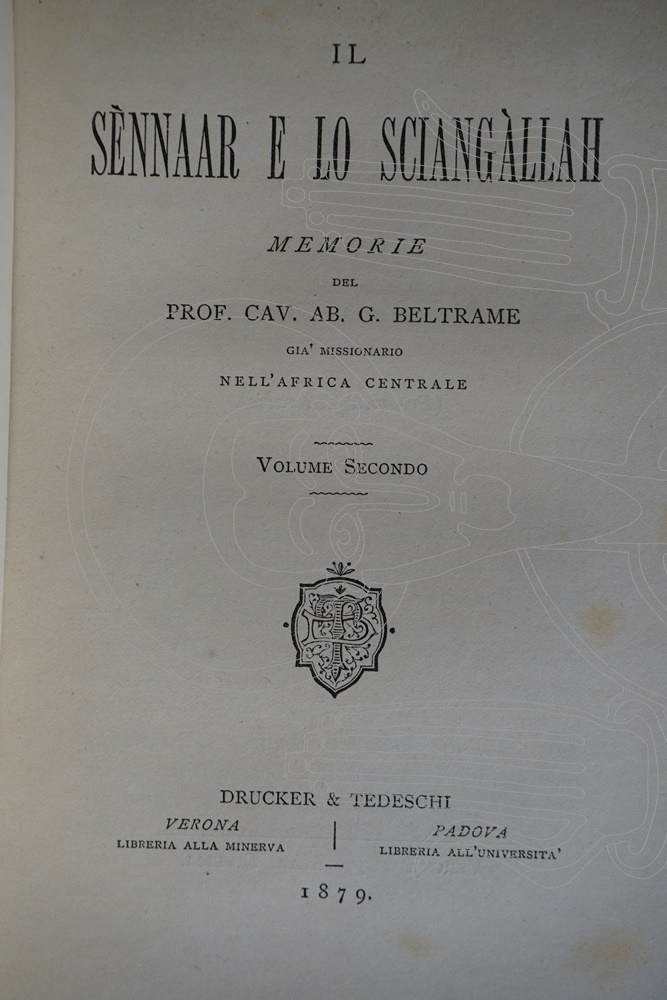 IL
SÈNNAAR E LO SCIANGÀLLAH
MEMORIE
DEL
PROF. CAV. AB. G. BELTRAME
GIA' MISSIONARIO
NELL'AFRICA CENTRALE
VOLUME SECONDO
DRUCKER & TEDESCHI
VERONA
LIBRERIA ALLA MINERVA
PADOVA
LIBRERIA ALL'UNIVERSITA'
1879.